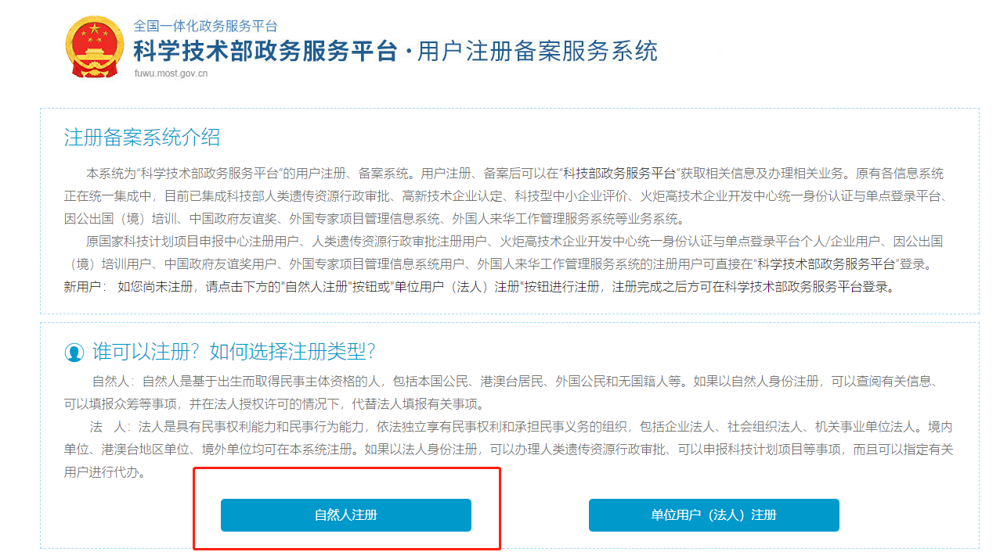 全国一体化政务服务平台
科学技术部政务服务平台·用户注册备案服务系统
fuwu.most.gov.cn
注册备案系统介绍
本系统为“科学技术部政务服务平台”的用户注册、备案系统。用户注册、备案后可以在“科技部政务服务平台”获取相关信息及办理相关业务。原有各信息系统
正在统一集成中，目前已集成科技部人类遗传资源行政审批、高新技术企业认定、科技型中小企业评价、火炬高技术企业开发中心统一身份认证与单点登录平台、
因公出国（境）培训、中国政府友谊奖、外国专家项目管理信息系统、外国人来华工作管理服务系统等业务系统。
原国家科技计划项目申报中心注册用户、人类遗传资源行政审批注册用户、火炬高技术企业开发中心统一身份认证与单点登录平台个人/企业用户、因公出国
（境）培训用户、中国政府友谊奖用户、外国专家项目管理信息系统用户、外国人来华工作管理服务系统的注册用户可直接在“科学技术部政务服务平台”登录。
新用户： 如您尚未注册，请点击下方的"自然人注册"按钮或"单位用户（法人）注册"按钮进行注册，注册完成之后方可在科学技术部政务服务平台登录。
谁可以注册？如何选择注册类型？
自然人：自然人是基于出生而取得民事主体资格的人，包括本国公民、港澳台居民、外国公民和无国籍人等。如果以自然人身份注册，可以查阅有关信息、
可以填报众筹等事项，并在法人授权许可的情况下，代替法人填报有关事项。
法 人：法人是具有民事权利能力和民事行为能力，依法独立享有民事权利和承担民事义务的组织，包括企业法人、社会组织法人、机关事业单位法人。境内
单位、港澳台地区单位、境外单位均可在本系统注册。如果以法人身份注册，可以办理人类遗传资源行政审批、可以申报科技计划项目等事项，而且可以指定有关
用户进行代办。
自然人注册
单位用户（法人）注册